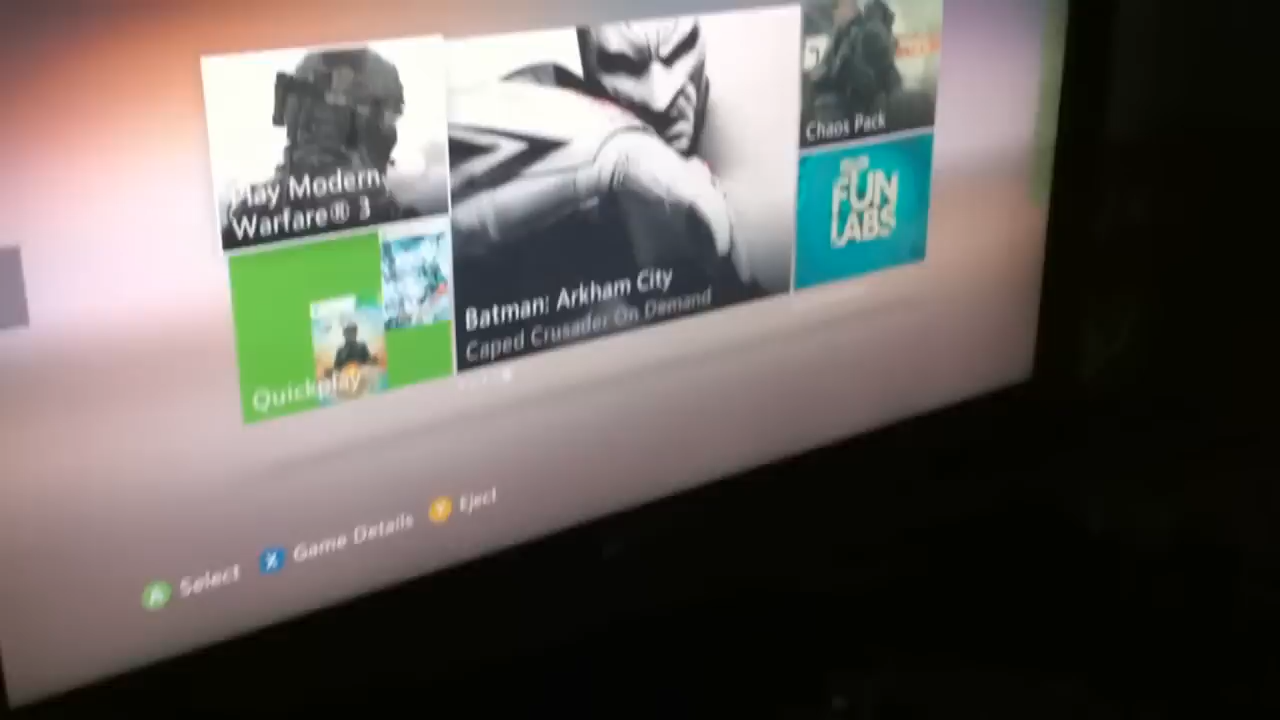 Play Modern
Warfare® 3
Quickplay
Batman: Arkham City
Caped Crusader On Demand
Chaos Pack
FUN
LABS
A Select X Game Details Y Eject